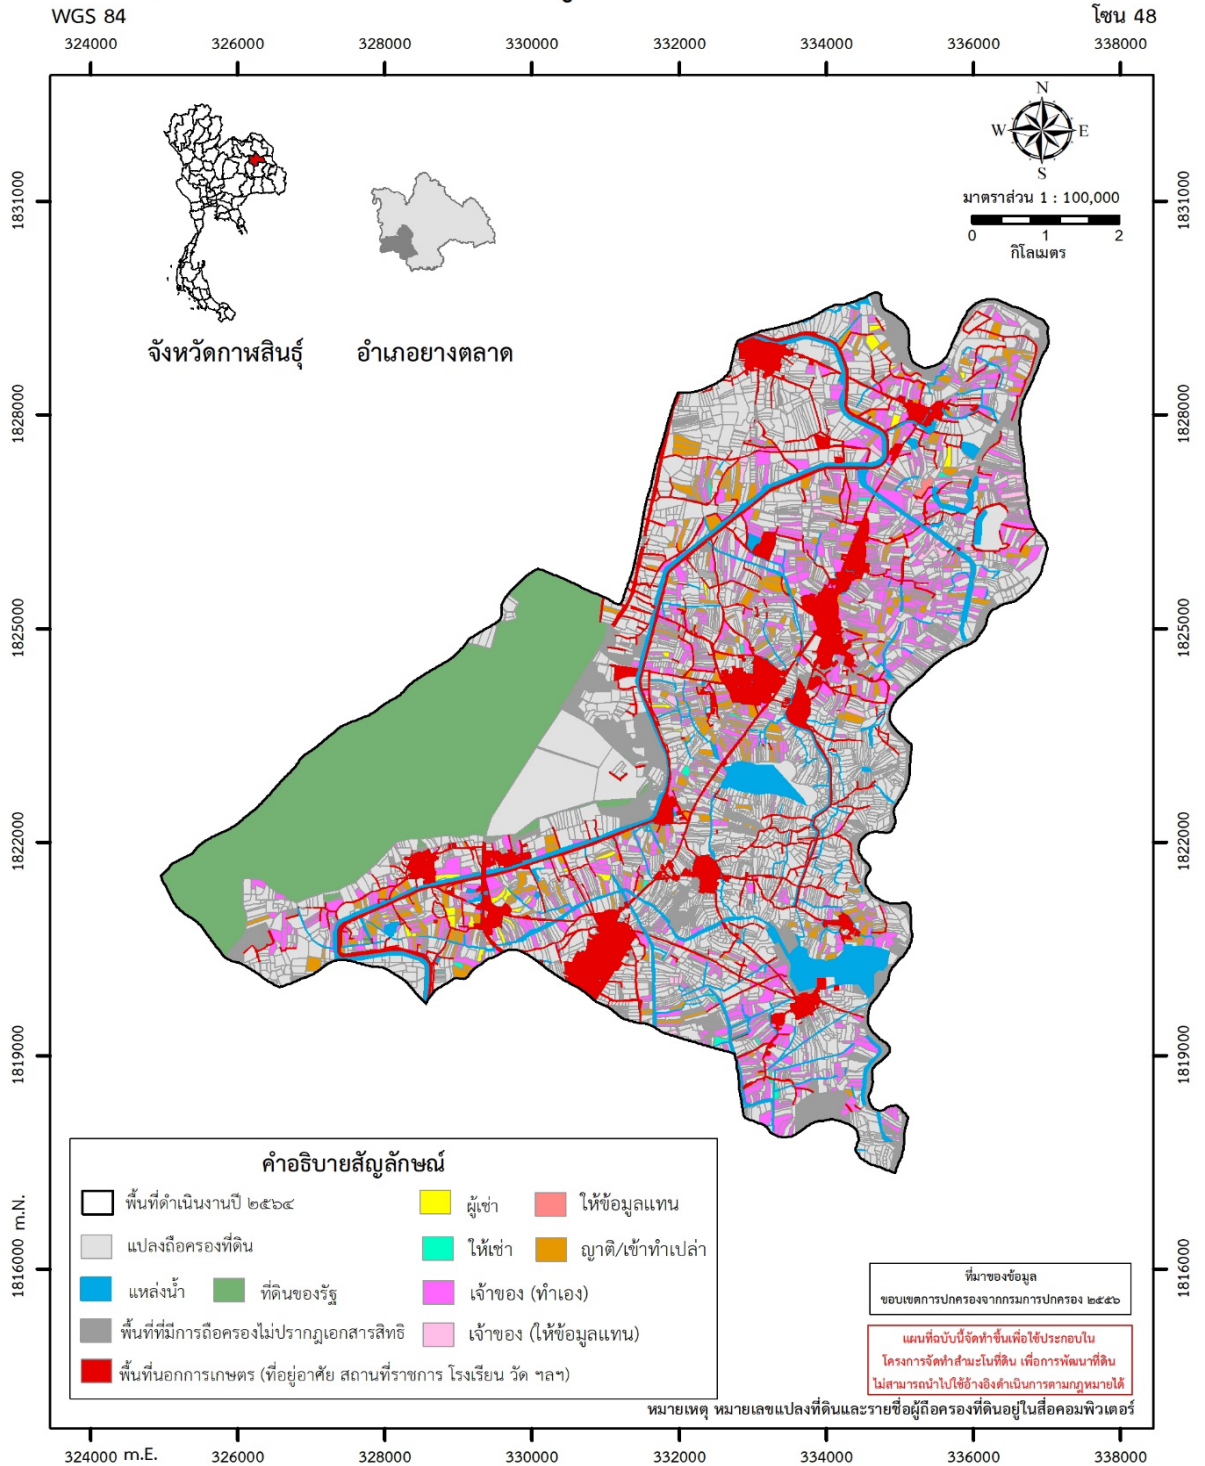 WGS 84
โซน 48
324000 326000 328000 330000 332000 334000 336000 338000
N
W E
S
มาตราส่วน 1 : 100,000
0 1 2
กิโลเมตร
จังหวัดกาฬสินธุ์
อำเภอยางตลาด
1831000
1831000
1828000
1828000
1825000
1825000
1822000
1822000
1819000
1819000
1816000 m.N.
1816000
คำอธิบายสัญลักษณ์
พื้นที่ดำเนินงานปี ๒๕๖๔
ผู้เช่า
ให้ข้อมูลแทน
แปลงถือครองที่ดิน
ให้เช่า
ญาติ/เข้าทำเปล่า
แหล่งน้ำ
ที่ดินของรัฐ
เจ้าของ (ทำเอง)
พื้นที่ที่มีการถือครองไม่ปรากฎเอกสารสิทธิ
เจ้าของ (ให้ข้อมูลแทน)
พื้นที่นอกการเกษตร (ที่อยู่อาศัย สถานที่ราชการ โรงเรียน วัด ฯลฯ)
ที่มาของข้อมูล
ขอบเขตการปกครองจากกรมการปกครอง ๒๕๕๖
แผนที่ฉบับนี้จัดทำขึ้นเพื่อใช้ประกอบใน
โครงการจัดทำสำมะโนที่ดิน เพื่อการพัฒนาที่ดิน
ไม่สามารถนำไปใช้อ้างอิงดำเนินการตามกฎหมายได้
หมายเหตุ หมายเลขแปลงที่ดินและรายชื่อผู้ถือครองที่ดินอยู่ในสื่อคอมพิวเตอร์
324000 m.E. 326000 328000 330000 332000 334000 336000 338000